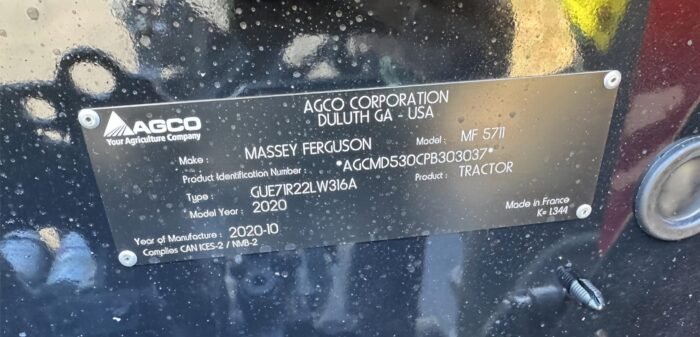 AGCO
Your Agriculture Company
AGCO CORPORATION
DULUTH GA - USA
Make: MASSEY FERGUSON Model: MF 5711
Product Identification Number: *AGCMD530CPB303037*
Type: GUE71R22LW316A Product: TRACTOR
Model Year: 2020
Year of Manufacture: 2020-10
Complies CAN ICES-2 / NMB-2
Made in France
K= 1.344